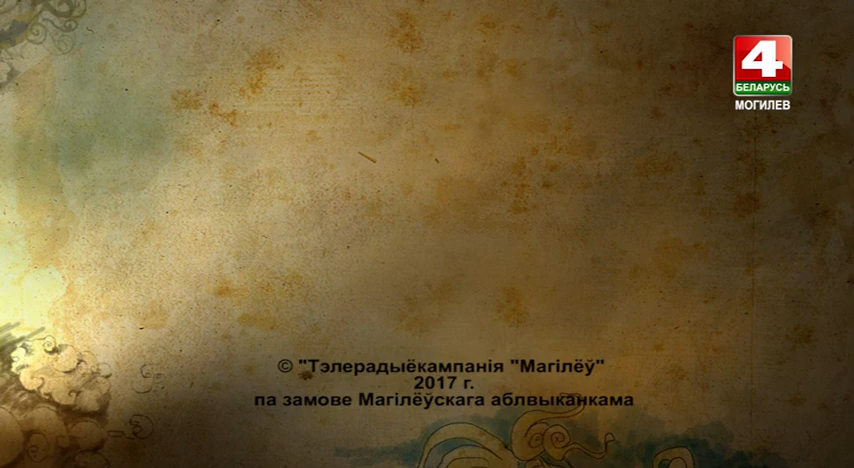 4
БЕЛАРУСЬ
МОГИЛЕВ
© "Тэлерадыёкампанія "Магілёў"
2017 г.
па замове Магілёўскага аблвыканкама